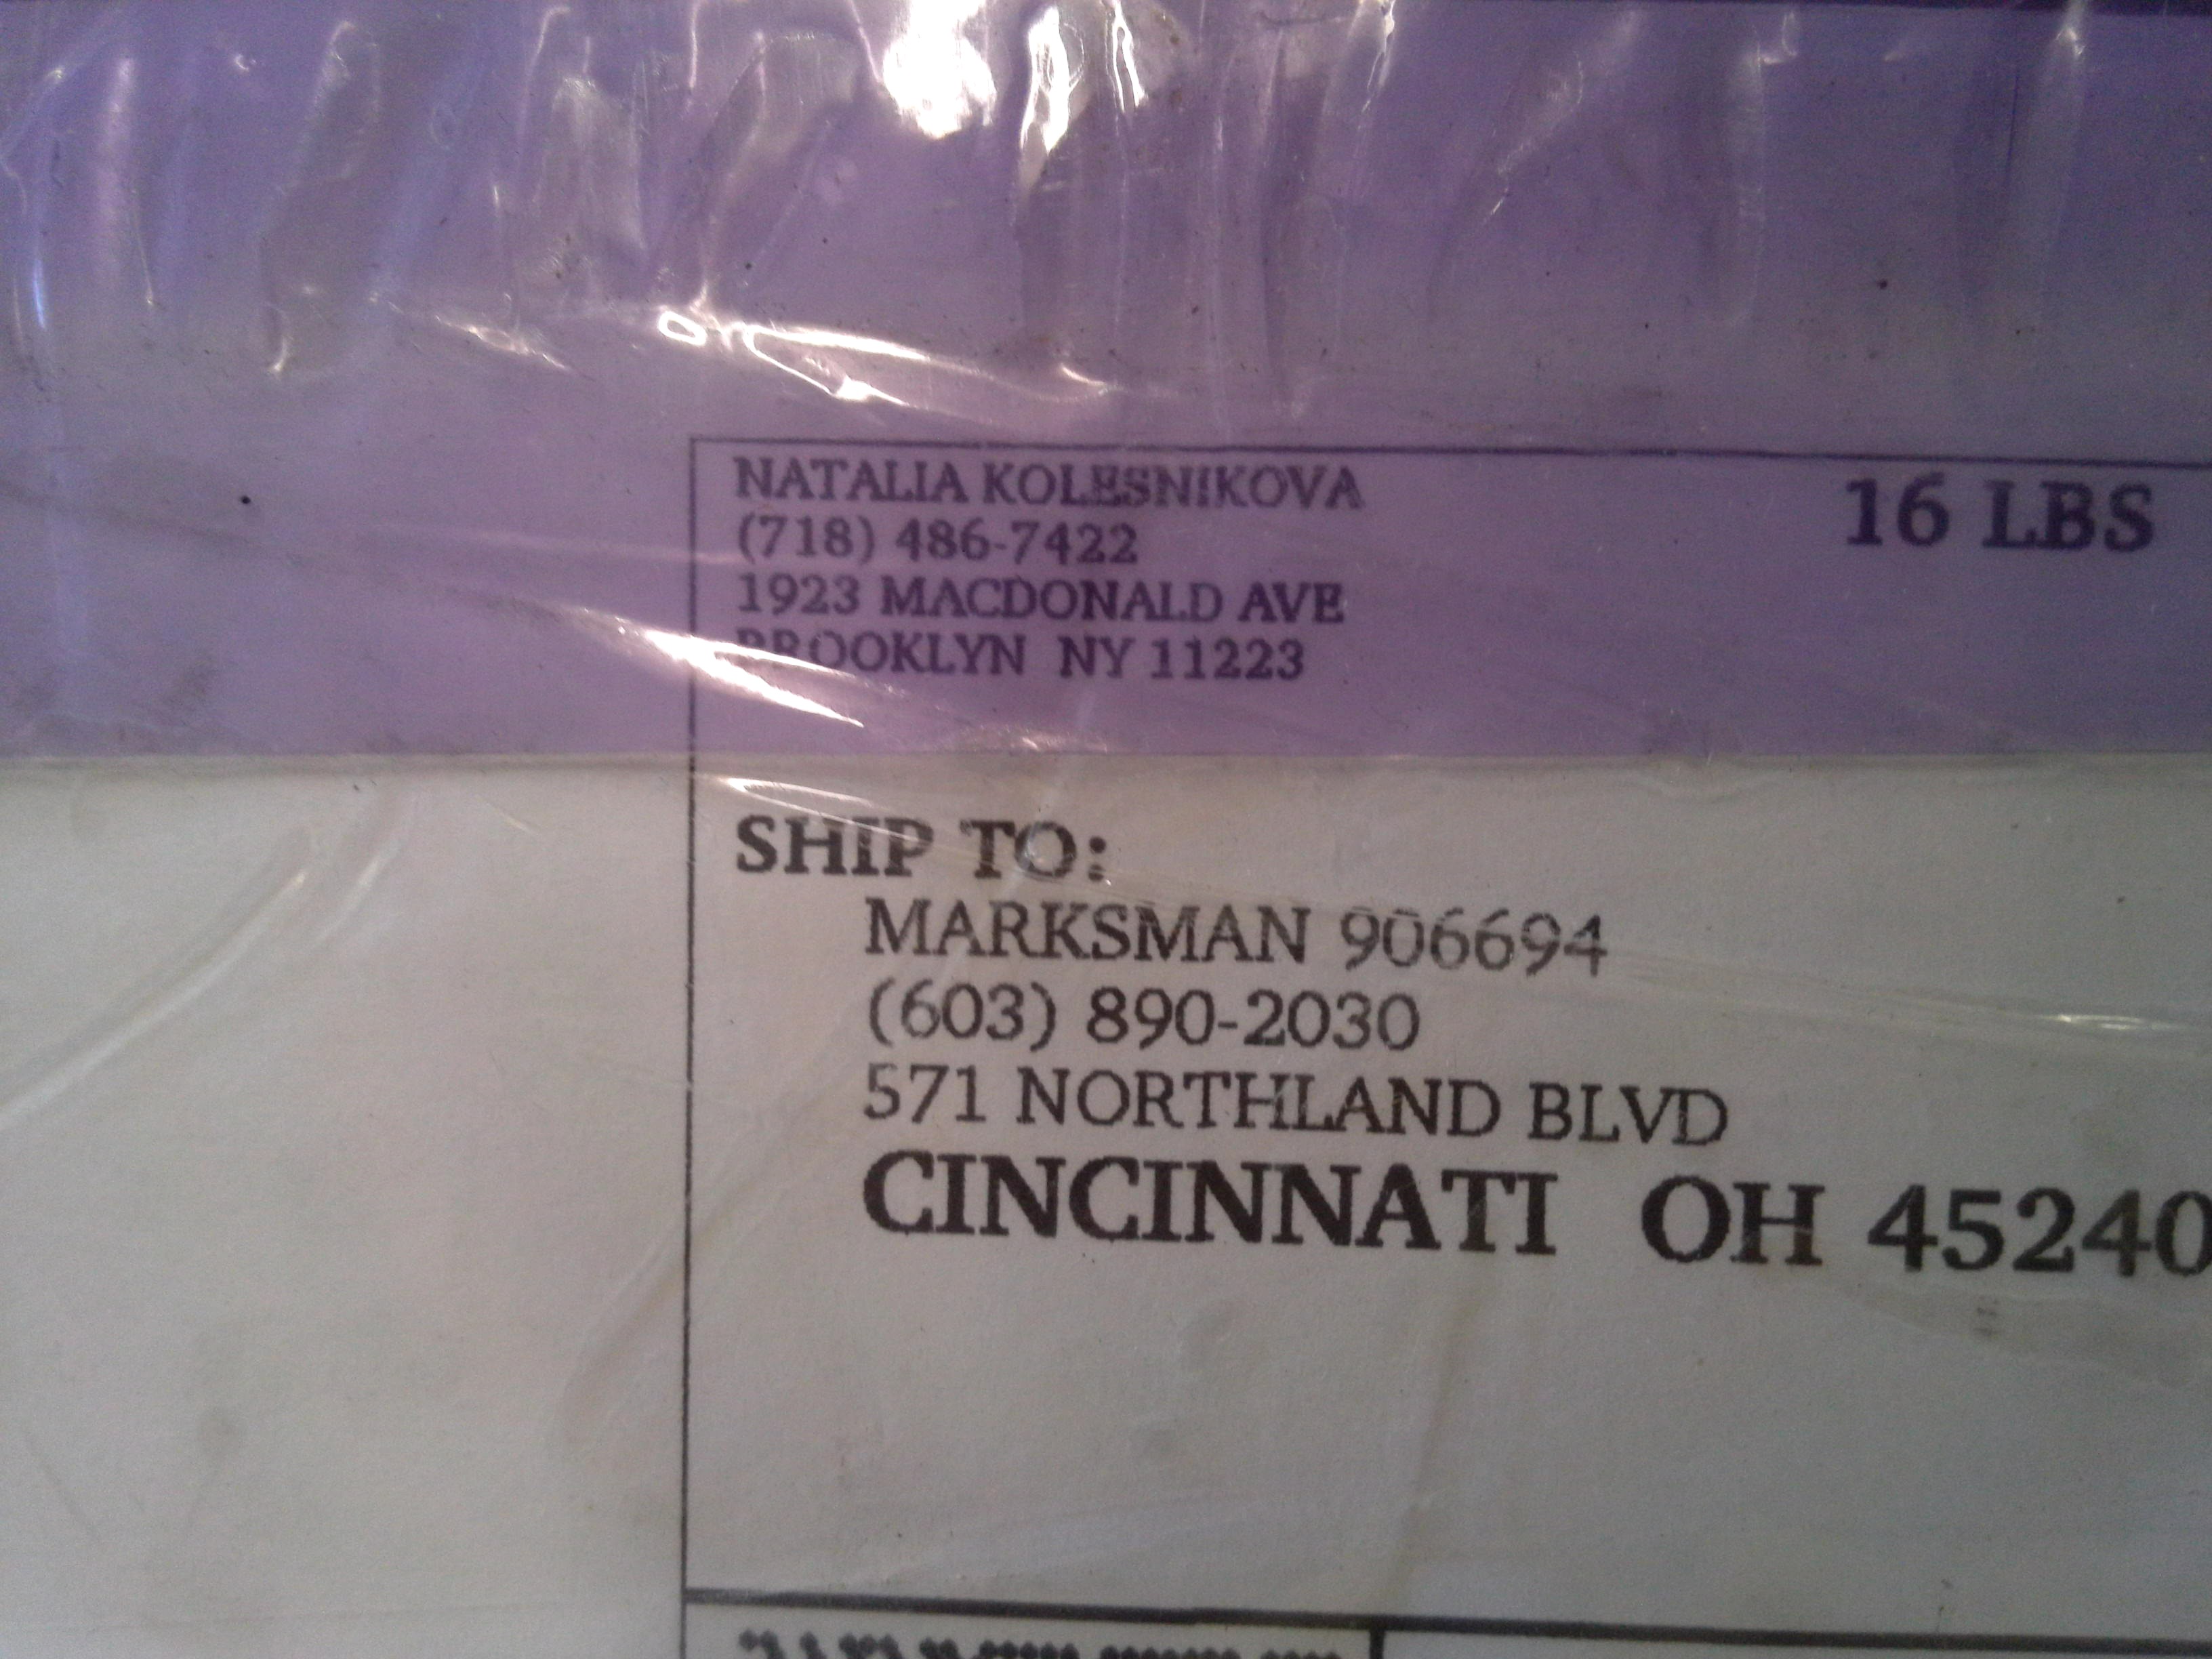 NATALIA KOLESNIKOVA
16 LBS
(718) 486-7422
1923 MACDONALD AVE
BROOKLYN NY 11223
SHIP TO:
MARKSMAN 906694
(603) 890-2030
571 NORTHLAND BLVD
CINCINNATI OH 45240